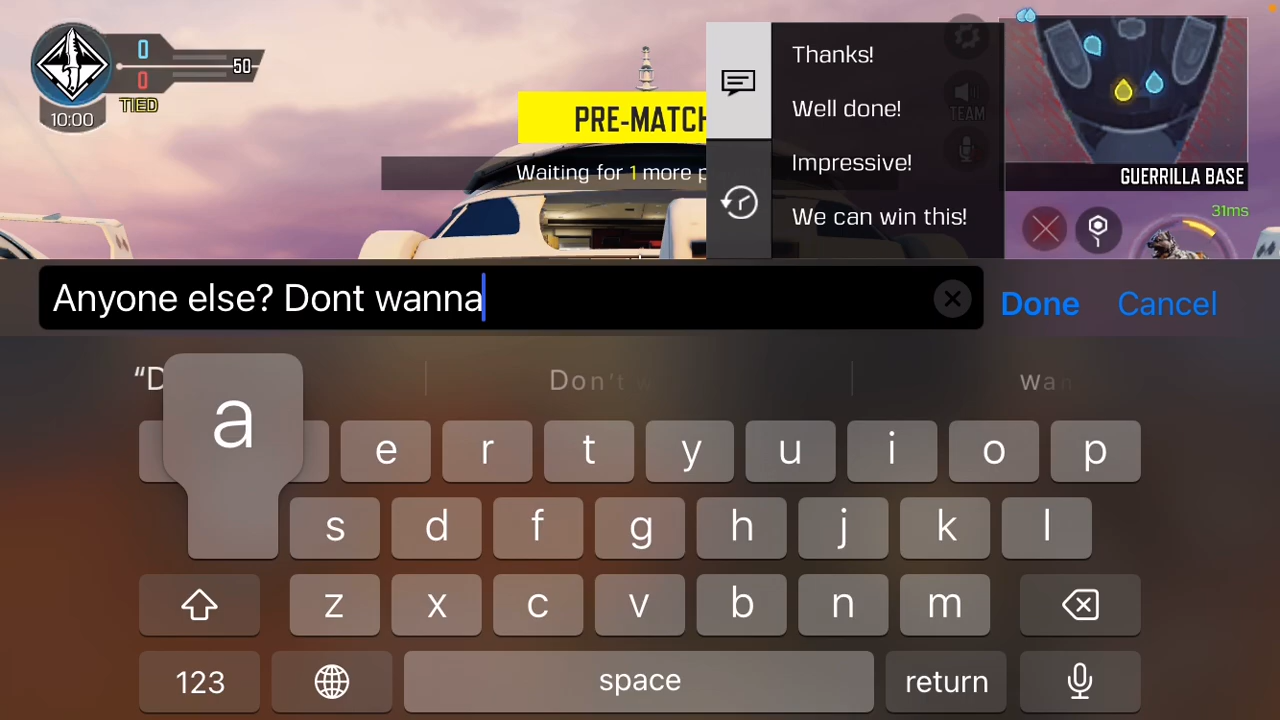 0
50
0
TIED
10:00
PRE-MATCH
Waiting for 1 more p
Thanks!
Well done!
Impressive!
We can win this!
TEAM
GUERRILLA BASE
31ms
Anyone else? Dont wanna
Done Cancel
“D Don't w wan
a e r t y u i o p
s d f g h j k l
z x c v b n m
123 space return